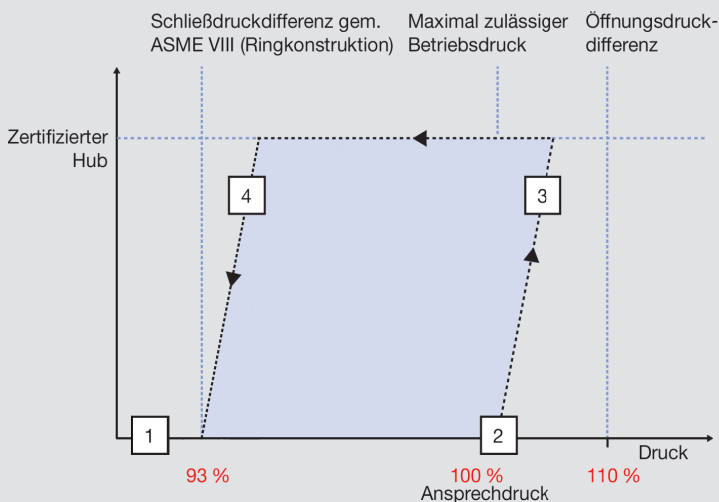 Schließdruckdifferenz gem.
ASME VIII (Ringkonstruktion)
Maximal zulässiger
Betriebsdruck
Öffnungsdruck-
differenz
Zertifizierter
Hub
4
3
1
2
Druck
93 %
100 %
110 %
Ansprechdruck